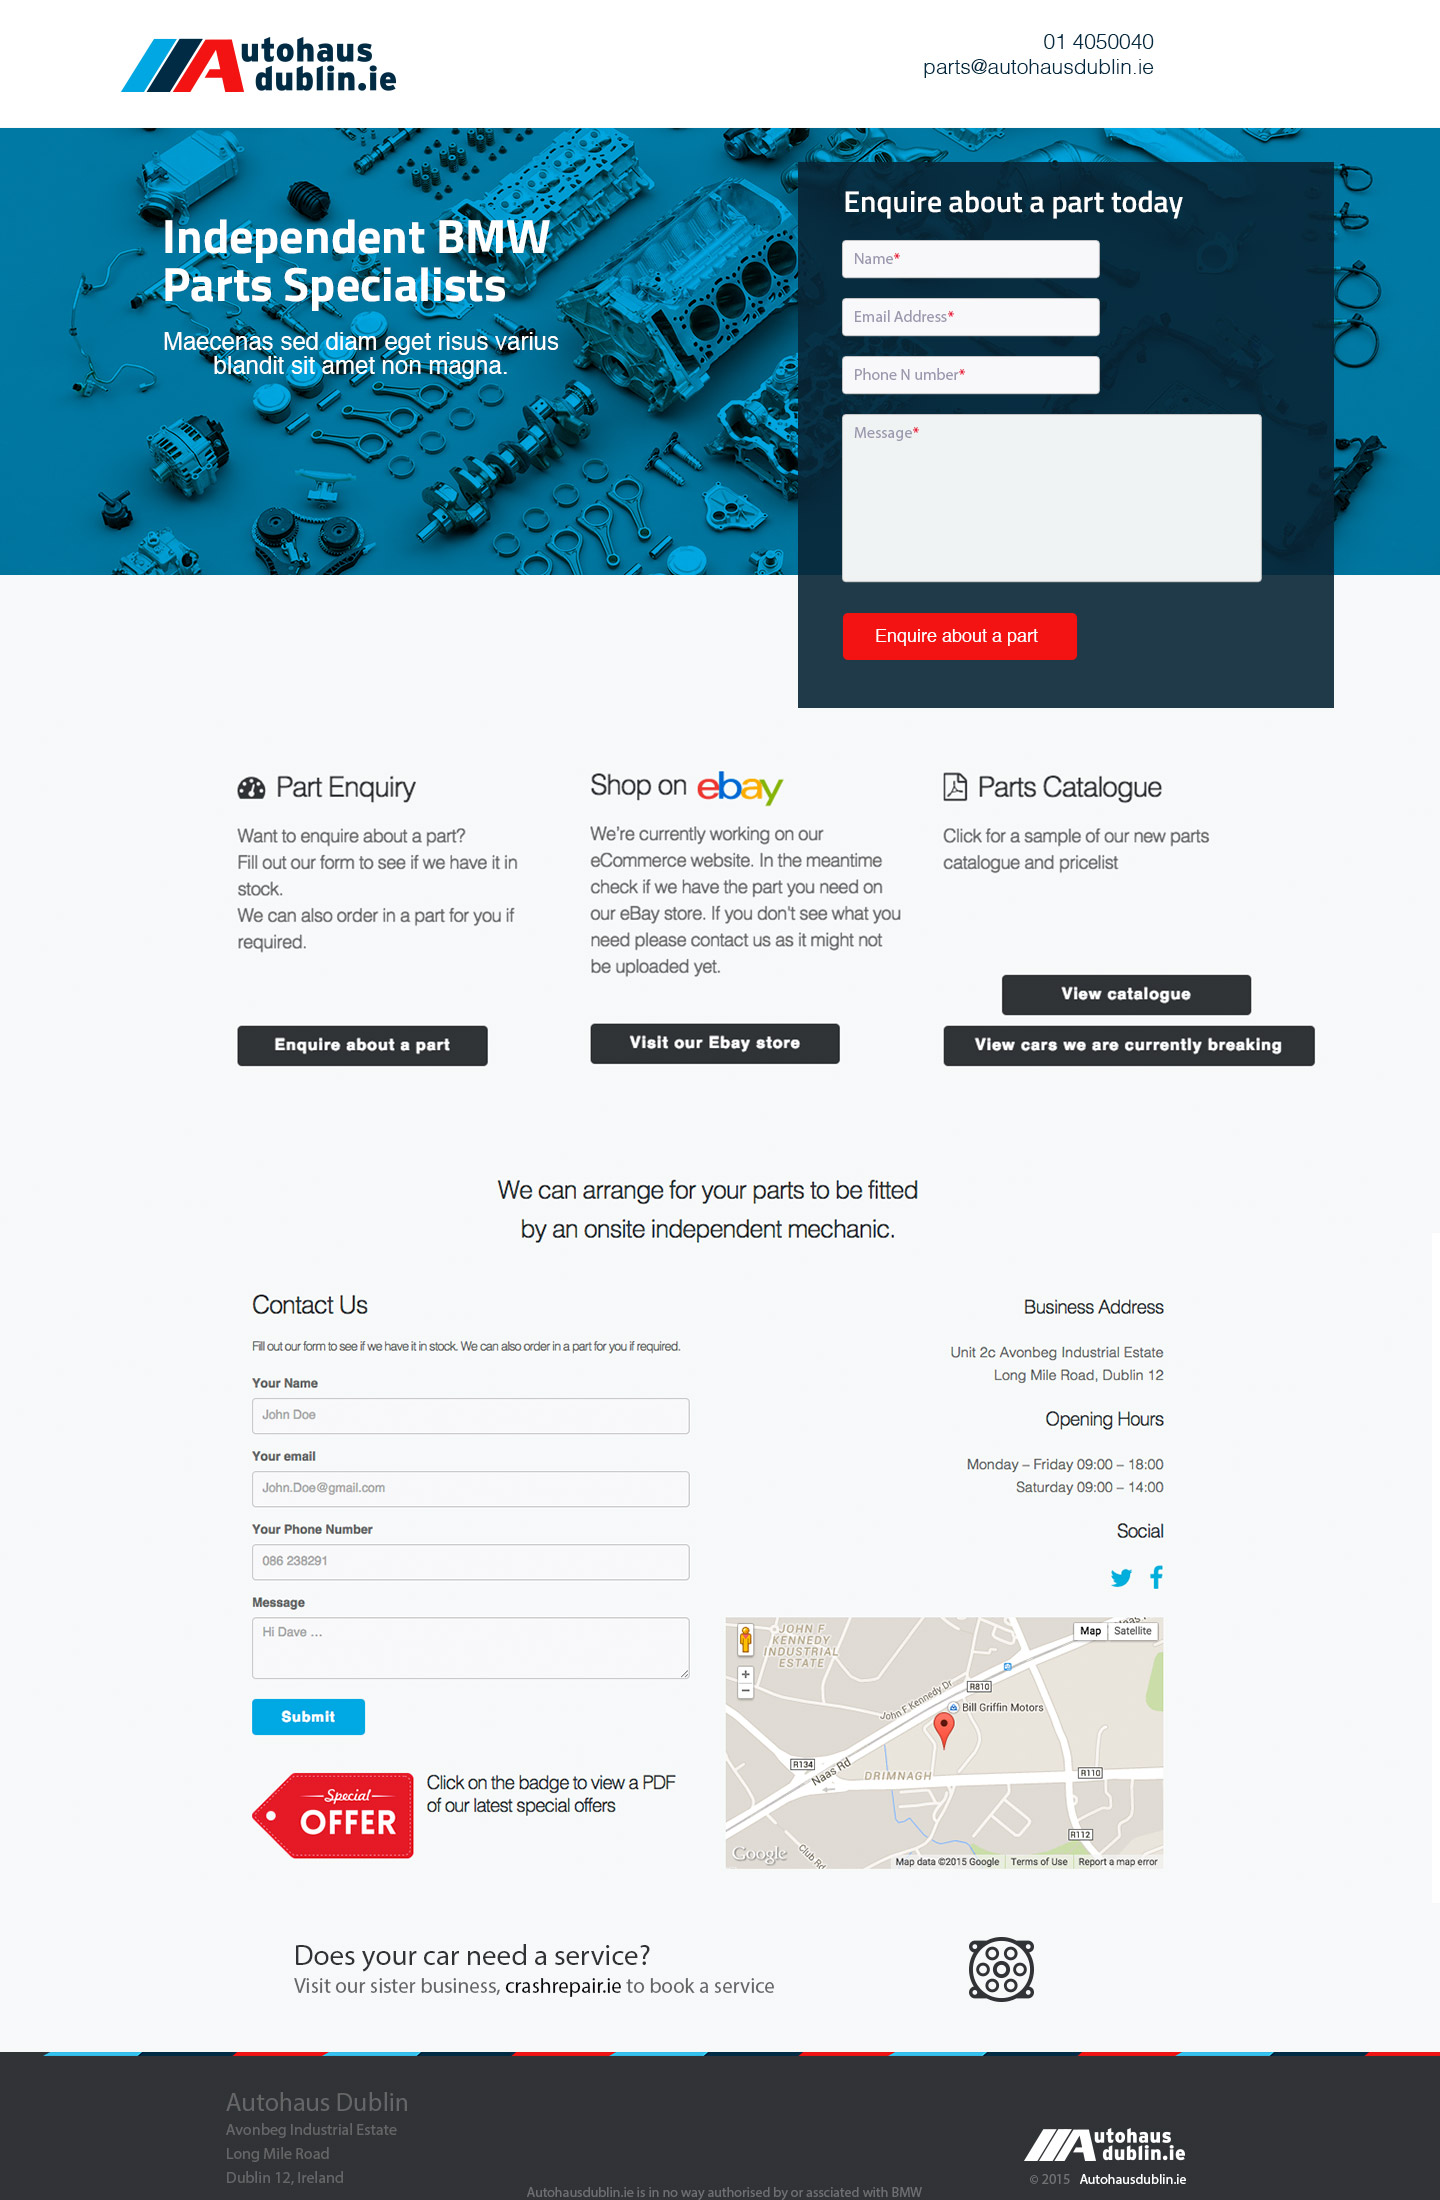 Autohaus
dublin.ie
01 4050040
parts@autohausdublin.ie
Independent BMW
Parts Specialists
Maecenas sed diam eget risus varius
blandit sit amet non magna.
Enquire about a part today
Name*
Email Address*
Phone N umber*
Message*
Enquire about a part
Part Enquiry
Want to enquire about a part?
Fill out our form to see if we have it in
stock.
We can also order in a part for you if
required.
Enquire about a part
Shop on ebay
We're currently working on our
eCommerce website. In the meantime
check if we have the part you need on
our eBay store. If you don't see what you
need please contact us as it might not
be uploaded yet.
Visit our Ebay store
Parts Catalogue
Click for a sample of our new parts
catalogue and pricelist
View catalogue
View cars we are currently breaking
We can arrange for your parts to be fitted
by an onsite independent mechanic.
Contact Us
Fill out our form to see if we have it in stock. We can also order in a part for you if required.
Your Name
John Doe
Your email
John.Doe@gmail.com
Your Phone Number
086 238291
Message
Hi Dave ...
Submit
Special
OFFER
Click on the badge to view a PDF
of our latest special offers
Business Address
Unit 2c Avonbeg Industrial Estate
Long Mile Road, Dublin 12
Opening Hours
Monday – Friday 09:00 – 18:00
Saturday 09:00 – 14:00
Social
JOHN F
KENNEDY
INDUSTRIAL
ESTATE
Naas Rd
Map
Satellite
+
−
R810
John F Kennedy Dr
Bill Griffin Motors
R134
Naas Rd
DRIMNAGH
R110
R112
Club Rd
Google
Map data ©2015 Google
Terms of Use
Report a map error
Does your car need a service?
Visit our sister business, crashrepair.ie to book a service
Autohaus Dublin
Avonbeg Industrial Estate
Long Mile Road
Dublin 12, Ireland
Autohausdublin.ie is in no way authorised by or assciated with BMW
Autohaus
dublin.ie
© 2015 Autohausdublin.ie